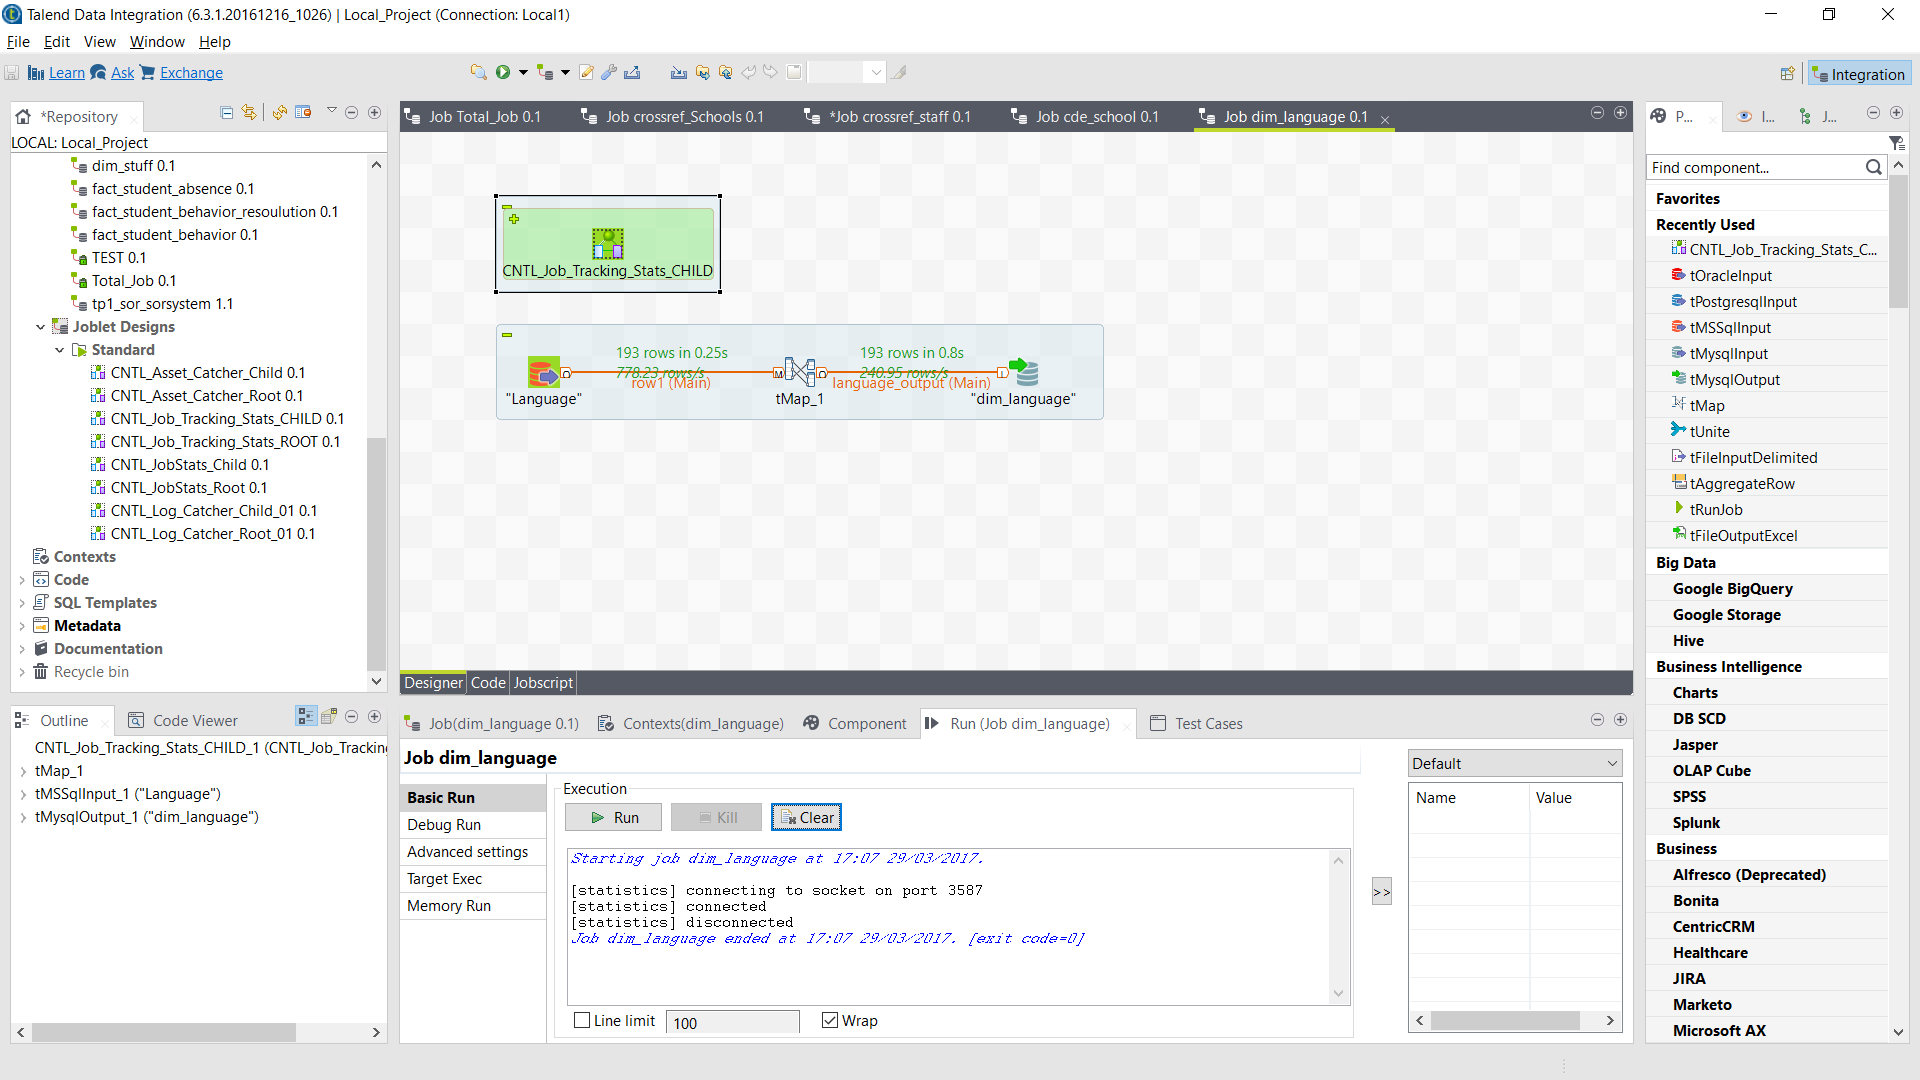 Talend Data Integration (6.3.1.20161216_1026) | Local_Project (Connection: Local1)
File Edit View Window Help
Learn Ask Exchange
Integration
*Repository
LOCAL: Local_Project
dim_stuff 0.1
fact_student_absence 0.1
fact_student_behavior_resoulution 0.1
fact_student_behavior 0.1
TEST 0.1
Total_Job 0.1
tp1_sor_sorsystem 1.1
Joblet Designs
Standard
CNTL_Asset_Catcher_Child 0.1
CNTL_Asset_Catcher_Root 0.1
CNTL_Job_Tracking_Stats_CHILD 0.1
CNTL_Job_Tracking_Stats_ROOT 0.1
CNTL_JobStats_Child 0.1
CNTL_JobStats_Root 0.1
CNTL_Log_Catcher_Child_01 0.1
CNTL_Log_Catcher_Root_01 0.1
Contexts
Code
SQL Templates
Metadata
Documentation
Recycle bin
Outline
Code Viewer
CNTL_Job_Tracking_Stats_CHILD_1 (CNTL_Job_Trackin
tMap_1
tMSSqlInput_1 ("Language")
tMysqlOutput_1 ("dim_language")
Job Total_Job 0.1
Job crossref_Schools 0.1
*Job crossref_staff 0.1
Job cde_school 0.1
Job dim_language 0.1
CNTL_Job_Tracking_Stats_CHILD
193 rows in 0.25s
778.23 rows/s
row1 (Main)
193 rows in 0.8s
240.95 rows/s
language_output (Main)
"Language"
tMap_1
"dim_language"
Designer Code Jobscript
Job(dim_language 0.1)
Contexts(dim_language)
Component
Run (Job dim_language)
Test Cases
Job dim_language
Basic Run
Debug Run
Advanced settings
Target Exec
Memory Run
Execution
Run
Kill
Clear
Starting job dim_language at 17:07 29/03/2017.
[statistics] connecting to socket on port 3587
[statistics] connected
[statistics] disconnected
Job dim_language ended at 17:07 29/03/2017. [exit code=0]
Line limit
100
Wrap
>>
Default
Name
Value
P...
I...
J...
Find component...
Favorites
Recently Used
CNTL_Job_Tracking_Stats_C...
tOracleInput
tPostgresqlInput
tMSSqlInput
tMysqlInput
tMysqlOutput
tMap
tUnite
tFileInputDelimited
tAggregateRow
tRunJob
tFileOutputExcel
Big Data
Google BigQuery
Google Storage
Hive
Business Intelligence
Charts
DB SCD
Jasper
OLAP Cube
SPSS
Splunk
Business
Alfresco (Deprecated)
Bonita
CentricCRM
Healthcare
JIRA
Marketo
Microsoft AX